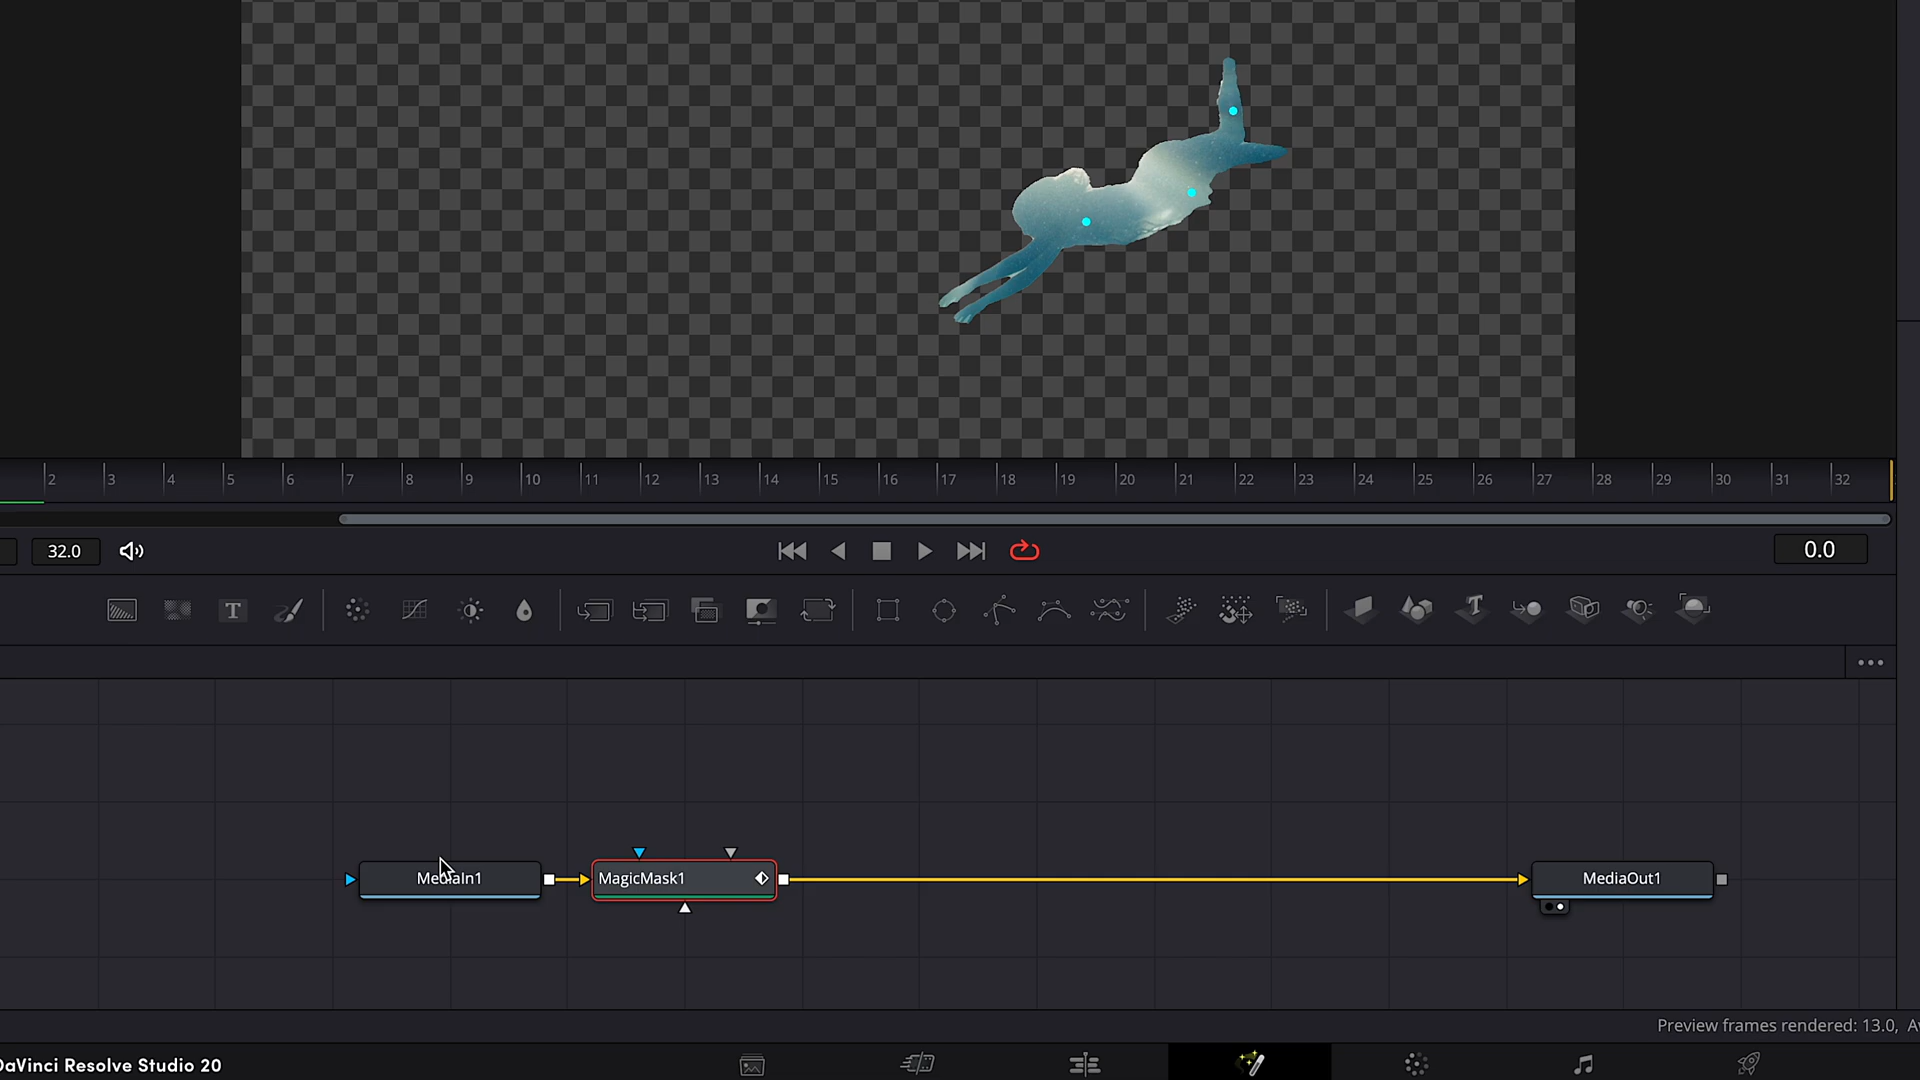 2 3 4 5 6 7 8 9 10 11 12 13 14 15 16 17 18 19 20 21 22 23 24 25 26 27 28 29 30 31 32
32.0 0.0
T T
MediaIn1 MagicMask1 MediaOut1
Preview frames rendered: 13.0,
DaVinci Resolve Studio 20